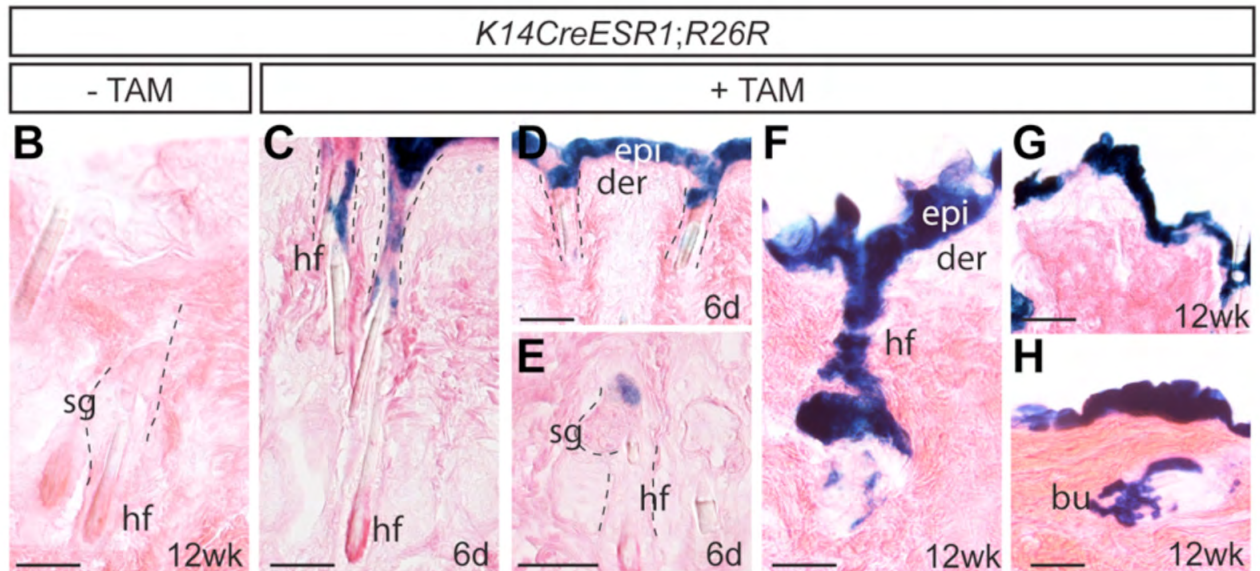 K14CreESR1;R26R
- TAM
+ TAM
B
sg
hf
12wk
C
hf
hf
6d
D
epi
der
6d
E
sg
hf
6d
F
epi
der
hf
12wk
G
12wk
H
bu
12wk